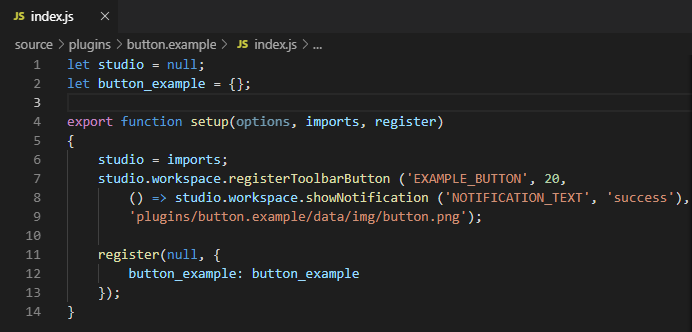 JS index.js ×
source > plugins > button.example > JS index.js > ...
1 let studio = null;
2 let button_example = {};
3
4 export function setup(options, imports, register)
5 {
6     studio = imports;
7     studio.workspace.registerToolbarButton ('EXAMPLE_BUTTON', 20,
8         () => studio.workspace.showNotification ('NOTIFICATION_TEXT', 'success'),
9         'plugins/button.example/data/img/button.png');
10
11     register(null, {
12         button_example: button_example
13     });
14 }